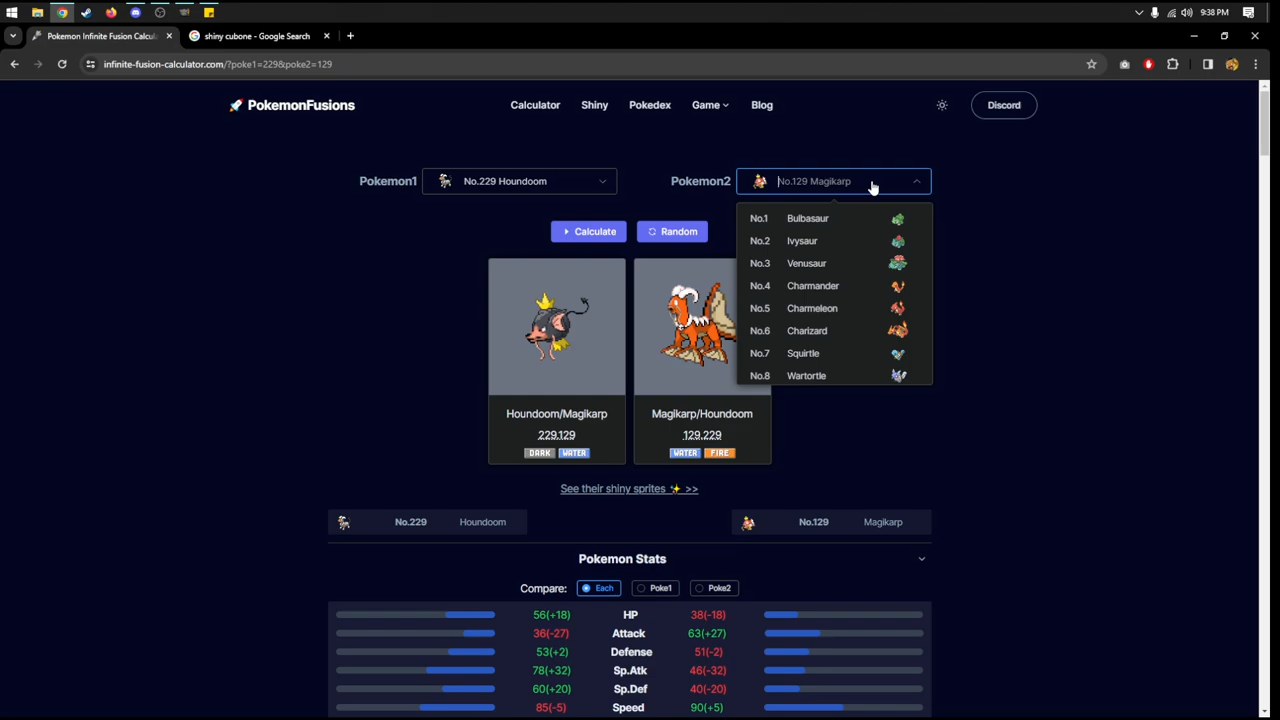 9:38 PM
Pokemon Infinite Fusion Calcula
shiny cubone - Google Search
infinite-fusion-calculator.com/?poke1=229&poke2=129
PokemonFusions
Calculator
Shiny
Pokedex
Game
Blog
Discord
Pokemon1
No.229 Houndoom
Pokemon2
No.129 Magikarp
Calculate
Random
No.1 Bulbasaur
No.2 Ivysaur
No.3 Venusaur
No.4 Charmander
No.5 Charmeleon
No.6 Charizard
No.7 Squirtle
No.8 Wartortle
Houndoom/Magikarp
229.129
DARK WATER
Magikarp/Houndoom
129.229
WATER FIRE
See their shiny sprites ✨ >>
No.229 Houndoom
No.129 Magikarp
Pokemon Stats
Compare: Each Poke1 Poke2
56(+18) HP 38(-18)
36(-27) Attack 63(+27)
53(+2) Defense 51(-2)
78(+32) Sp.Atk 46(-32)
60(+20) Sp.Def 40(-20)
85(-5) Speed 90(+5)